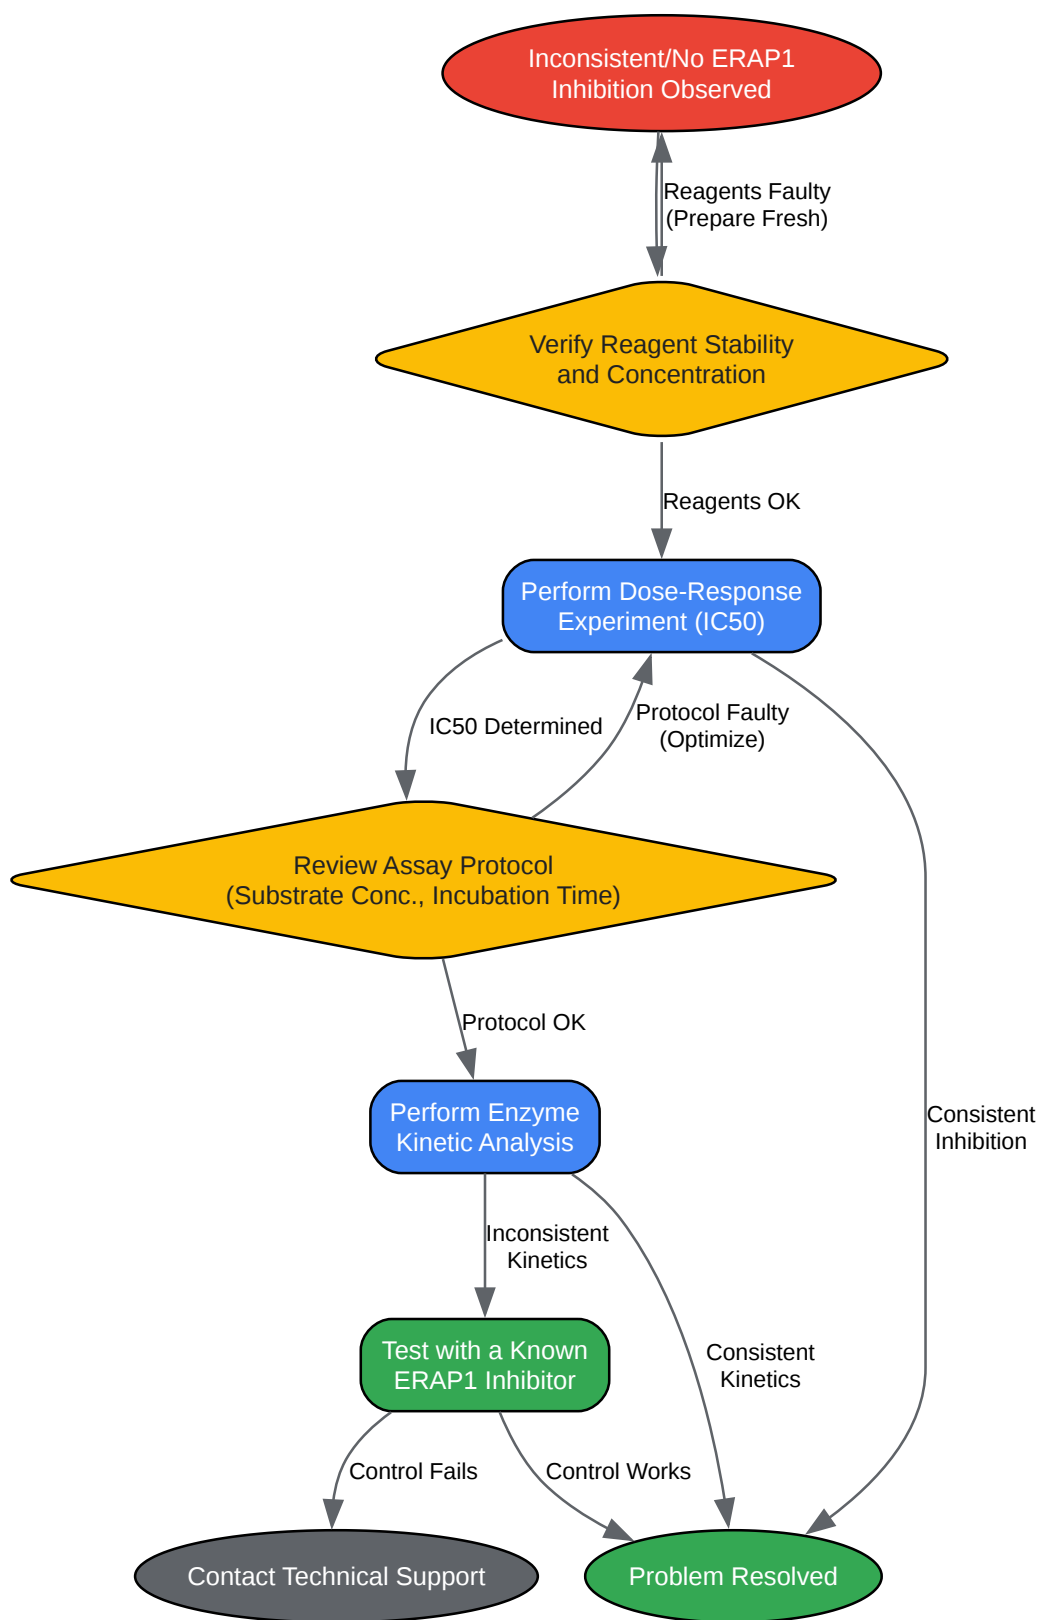 Inconsistent/No ERAP1
Inhibition Observed
Reagents Faulty
(Prepare Fresh)
Verify Reagent Stability
and Concentration
Reagents OK
Perform Dose-Response
Experiment (IC50)
IC50 Determined
Protocol Faulty
(Optimize)
Review Assay Protocol
(Substrate Conc., Incubation Time)
Protocol OK
Perform Enzyme
Kinetic Analysis
Consistent
Inhibition
Inconsistent
Kinetics
Test with a Known
ERAP1 Inhibitor
Consistent
Kinetics
Control Fails
Control Works
Contact Technical Support
Problem Resolved